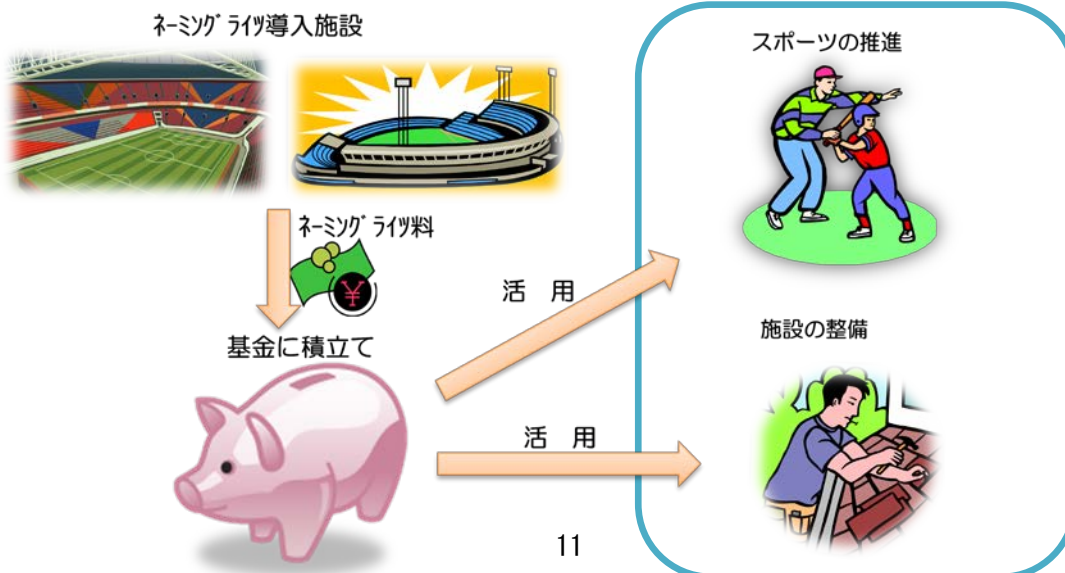 ﾈｰﾐﾝｸﾞﾗｲﾂ導入施設
ﾈｰﾐﾝｸﾞﾗｲﾂ料
基金に積立て
活　用
活　用
スポーツの推進
施設の整備
¥
11